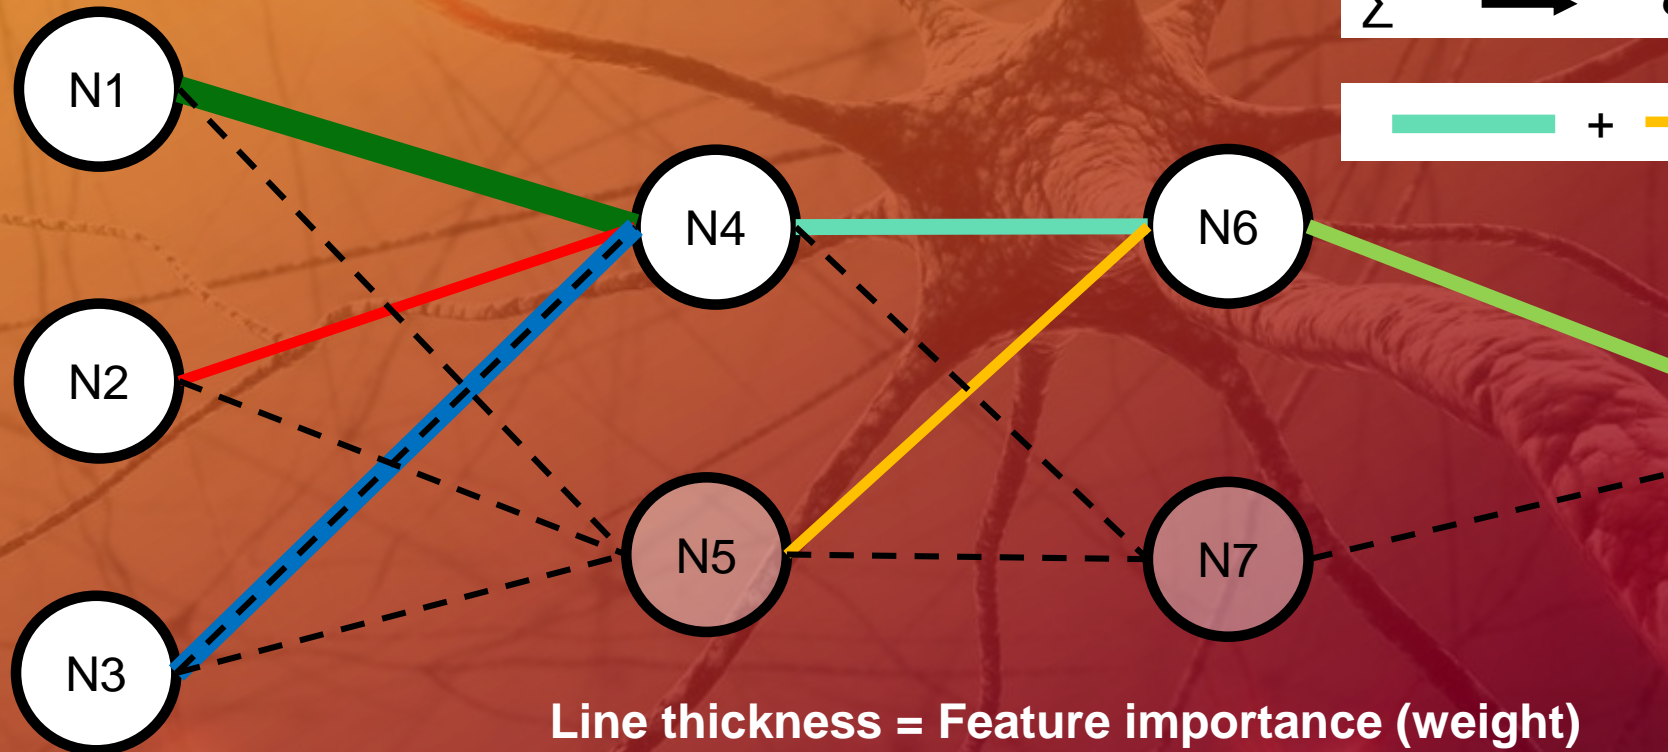 Σ
N1
+
N4
N6
N2
N5
N7
N3
Line thickness = Feature importance (weight)